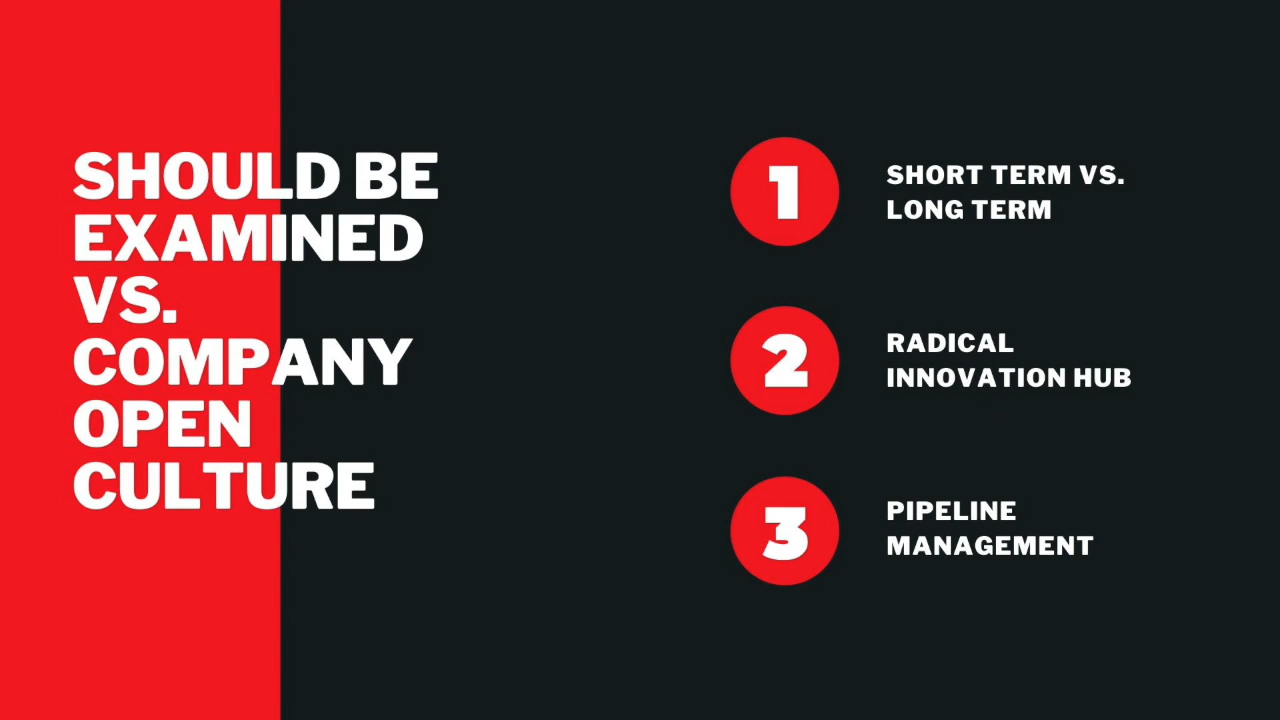 SHOULD BE
EXAMINED
VS.
COMPANY
OPEN
CULTURE
1
SHORT TERM VS.
LONG TERM
2
RADICAL
INNOVATION HUB
3
PIPELINE
MANAGEMENT